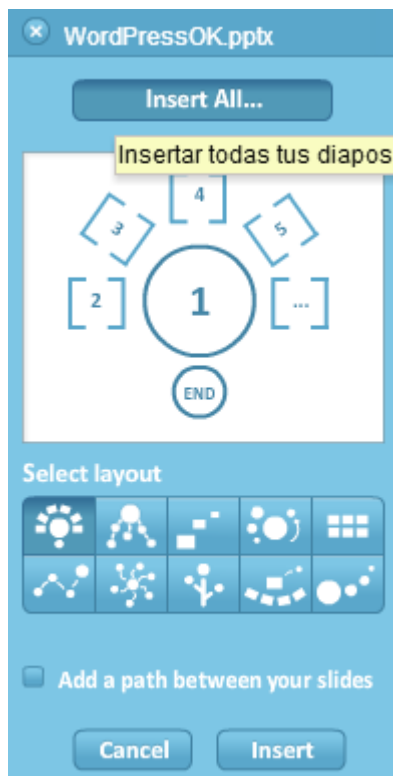 WordPressOK.pptx
Insert All...
Insertar todas tus diapos
4
3
5
2
1
...
END
Select layout
Add a path between your slides
Cancel
Insert